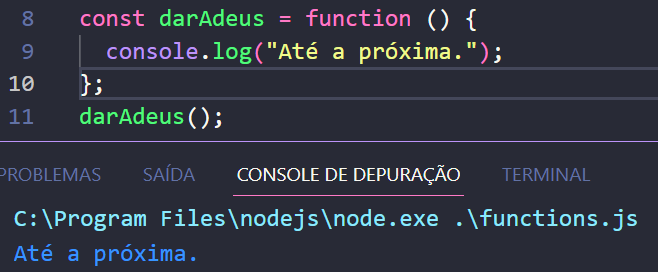 8 const darAdeus = function () {
9 console.log("Até a próxima.");
10 };
11 darAdeus();
PROBLEMAS SAÍDA CONSOLE DE DEPURAÇÃO TERMINAL
C:\Program Files\nodejs\node.exe .\functions.js
Até a próxima.